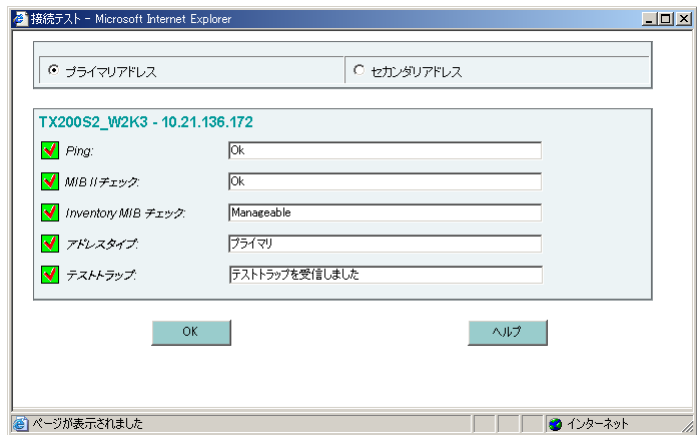 接続テスト - Microsoft Internet Explorer
プライマリアドレス セカンダリアドレス
TX200S2_W2K3 - 10.21.136.172
Ping: Ok
MIB II チェック: Ok
Inventory MIB チェック: Manageable
アドレスタイプ: プライマリ
テストトラップ: テストトラップを受信しました
OK ヘルプ
ページが表示されました インターネット